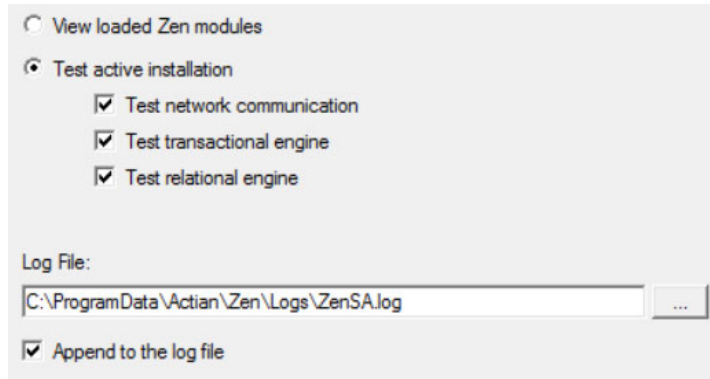 View loaded Zen modules
Test active installation
Test network communication
Test transactional engine
Test relational engine
Log File:
C:\ProgramData\Actian\Zen\Logs\ZenSA.log
...
Append to the log file